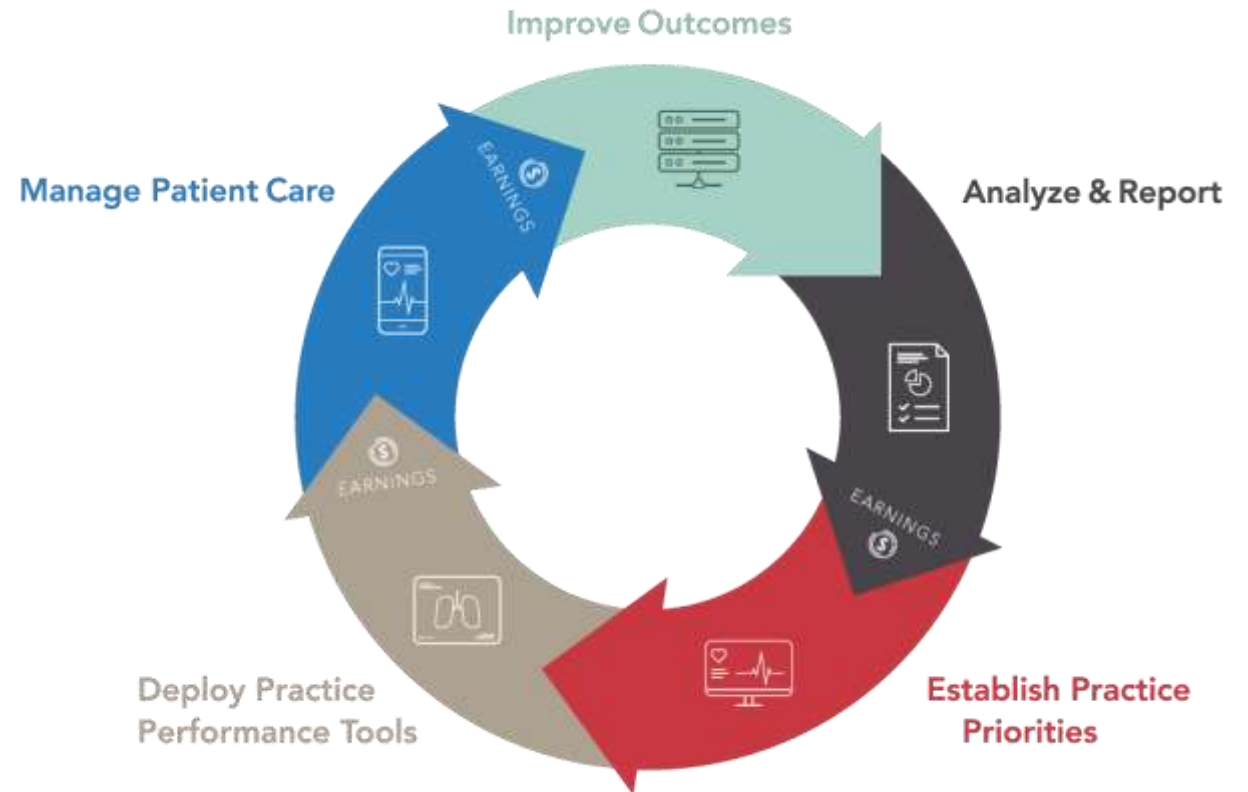 Improve Outcomes
Manage Patient Care
EARNINGS
Analyze & Report
EARNINGS
EARNINGS
Deploy Practice
Performance Tools
Establish Practice
Priorities